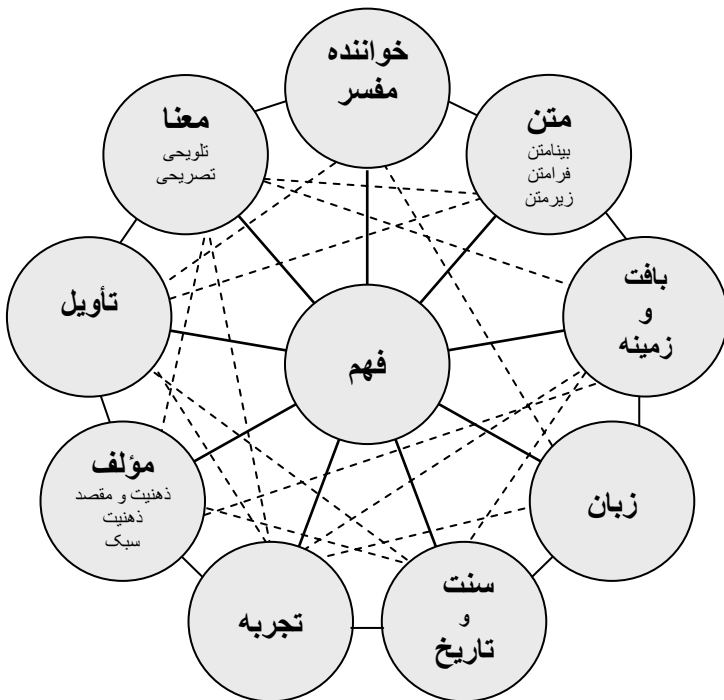 خواننده
مفسر
متن
بینامتن
فرامتن
زیرمتن
بافت
و
زمینه
زبان
سنت
و
تاریخ
تجربه
مؤلف
ذهنیت و مقصد
ذهنیت
سبک
تأویل
معنا
تلویحی
تصریحی
فهم